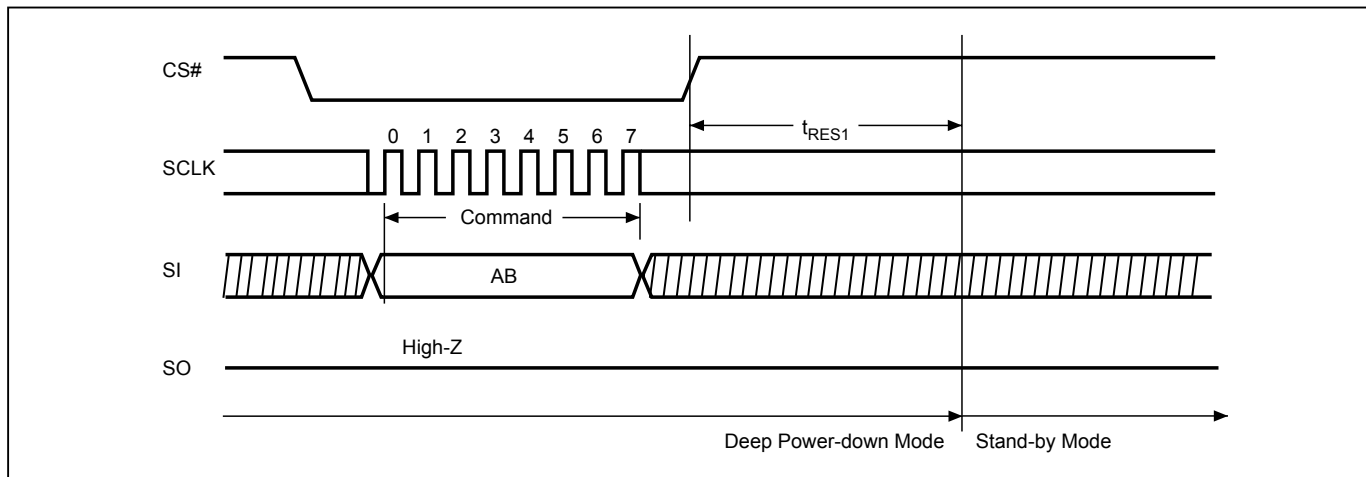 CS#
tRES1
0 1 2 3 4 5 6 7
SCLK
Command
SI
AB
High-Z
SO
Deep Power-down Mode
Stand-by Mode